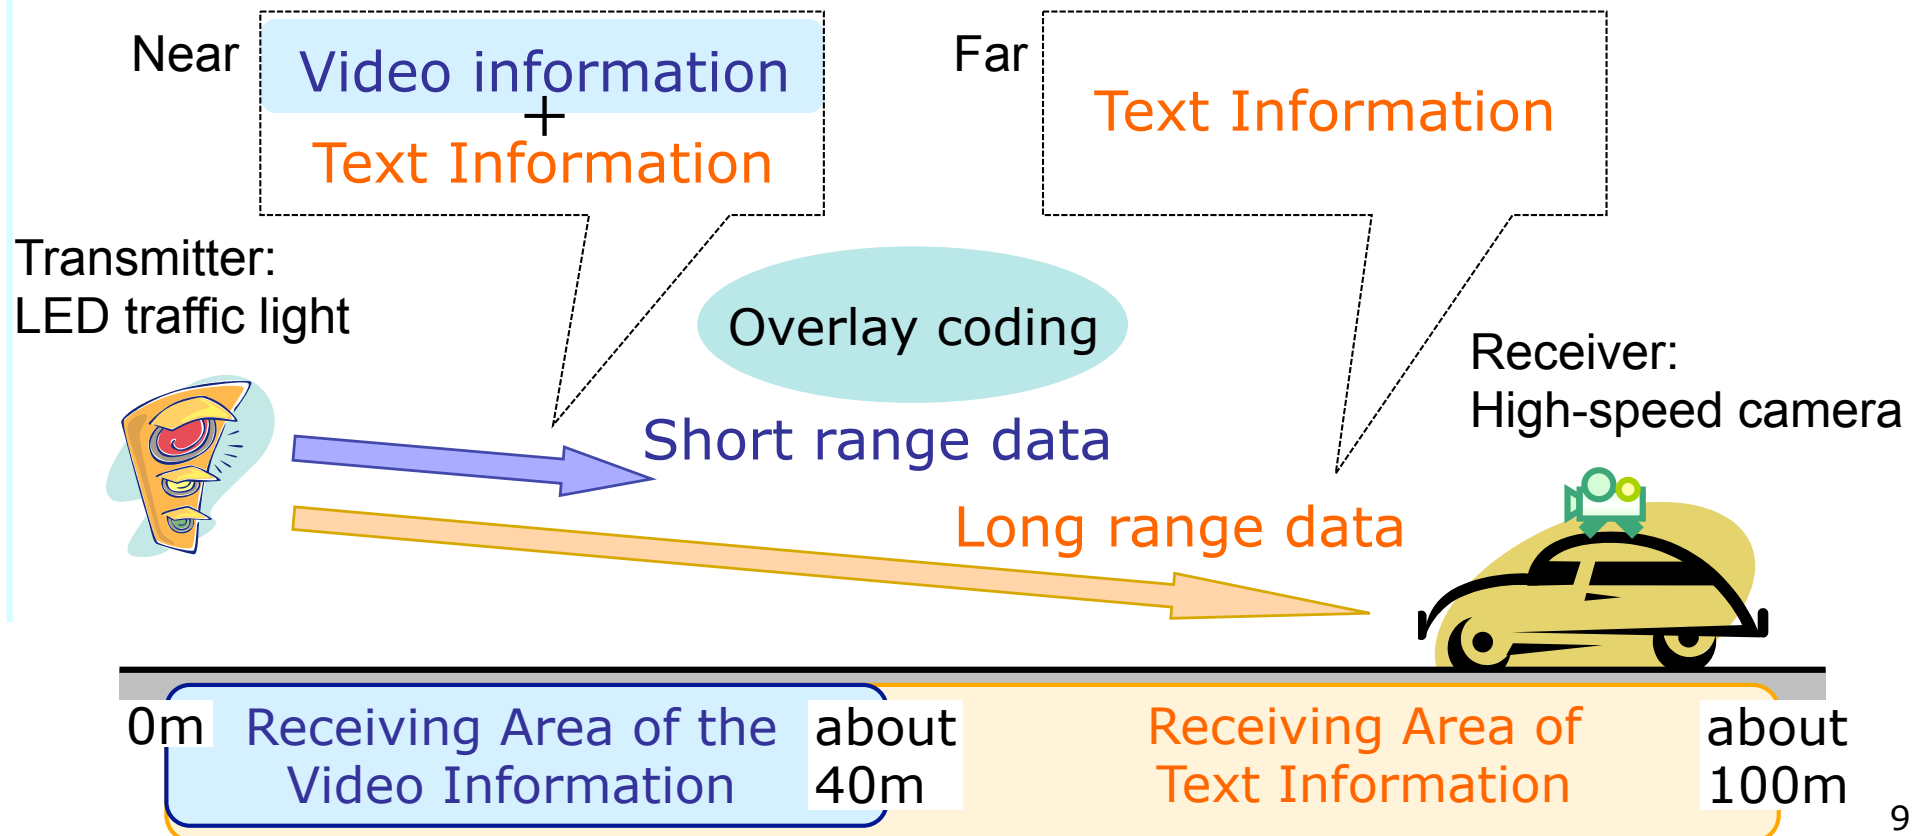 Near
Video information
+
Text Information
Far
Text Information
Transmitter:
LED traffic light
Overlay coding
Receiver:
High-speed camera
Short range data
Long range data
0m
Receiving Area of the
Video Information
about
40m
Receiving Area of
Text Information
about
100m
9